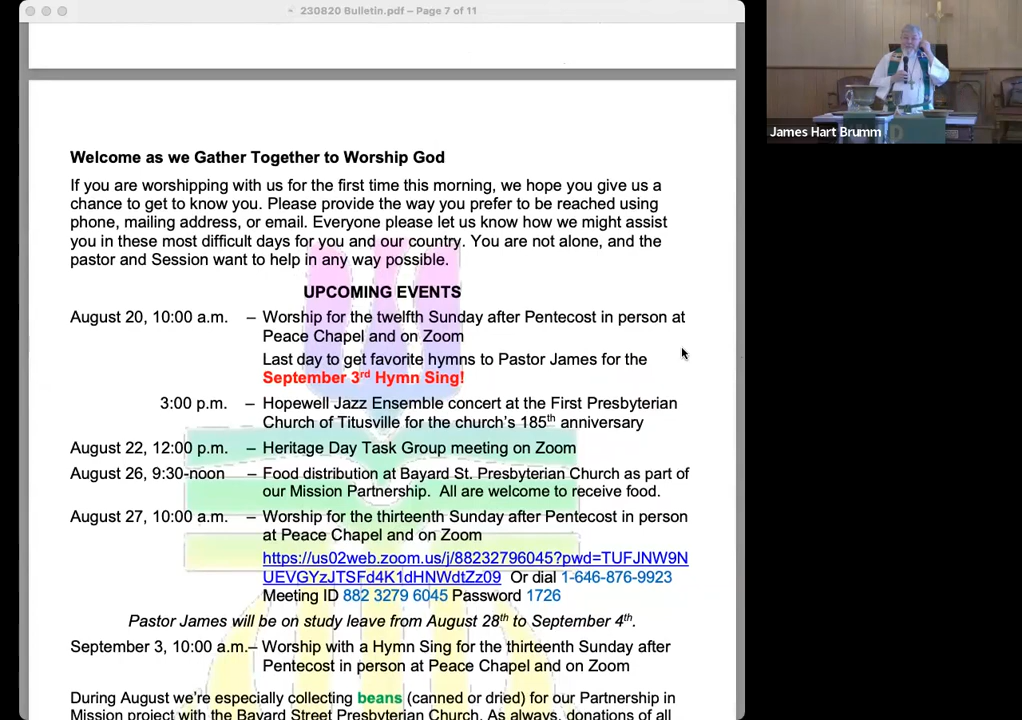 230820 Bulletin.pdf – Page 7 of 11
James Hart Brumm
Welcome as we Gather Together to Worship God
If you are worshipping with us for the first time this morning, we hope you give us a
chance to get to know you. Please provide the way you prefer to be reached using
phone, mailing address, or email. Everyone please let us know how we might assist
you in these most difficult days for you and our country. You are not alone, and the
pastor and Session want to help in any way possible.
UPCOMING EVENTS
August 20, 10:00 a.m. – Worship for the twelfth Sunday after Pentecost in person at
Peace Chapel and on Zoom
Last day to get favorite hymns to Pastor James for the
September 3rd Hymn Sing!
3:00 p.m. – Hopewell Jazz Ensemble concert at the First Presbyterian
Church of Titusville for the church's 185th anniversary
August 22, 12:00 p.m. – Heritage Day Task Group meeting on Zoom
August 26, 9:30-noon – Food distribution at Bayard St. Presbyterian Church as part of
our Mission Partnership. All are welcome to receive food.
August 27, 10:00 a.m. – Worship for the thirteenth Sunday after Pentecost in person
at Peace Chapel and on Zoom
https://us02web.zoom.us/j/88232796045?pwd=TUFJNW9N
UEVGYzJTSFd4K1dHNWdtZz09 Or dial 1-646-876-9923
Meeting ID 882 3279 6045 Password 1726
Pastor James will be on study leave from August 28th to September 4th.
September 3, 10:00 a.m.– Worship with a Hymn Sing for the thirteenth Sunday after
Pentecost in person at Peace Chapel and on Zoom
During August we're especially collecting beans (canned or dried) for our Partnership in
Mission project with the Bayard Street Presbyterian Church. As always, donations of all